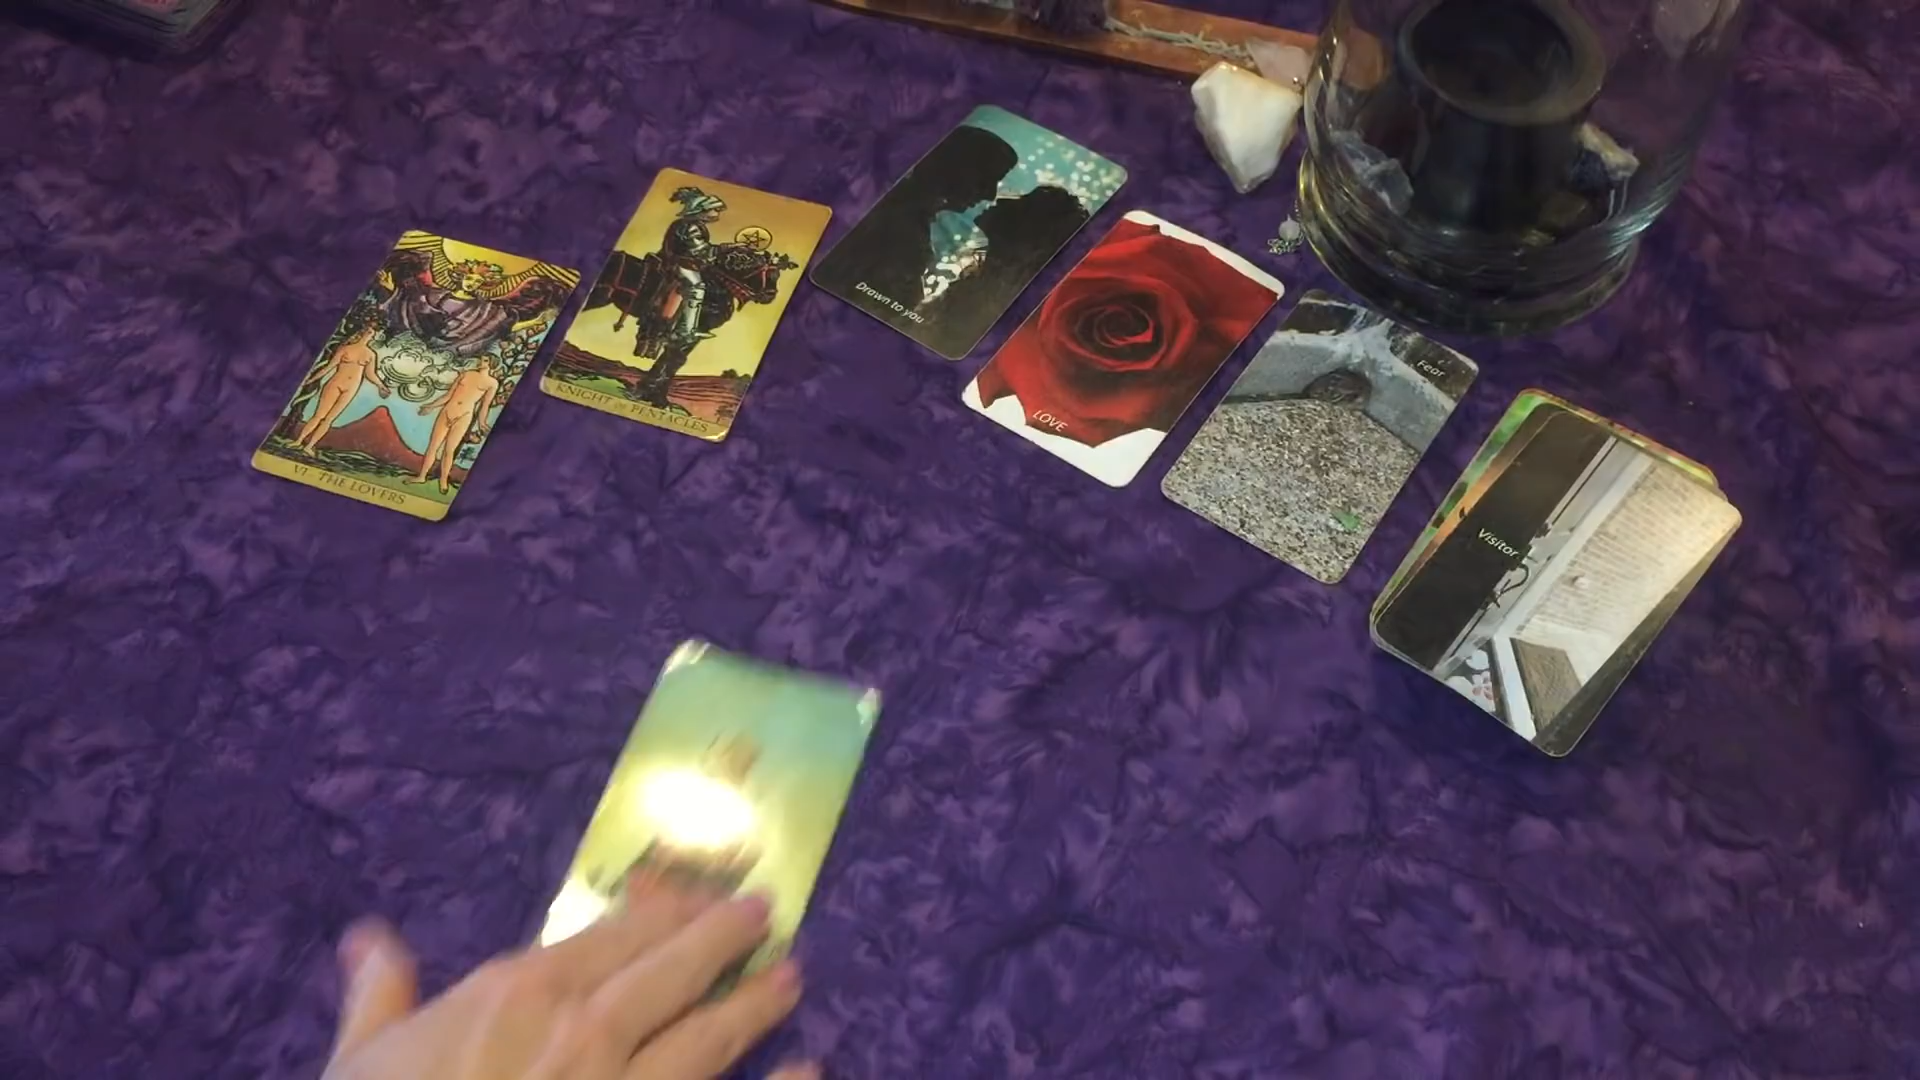 VI · THE LOVERS
KNIGHT OF PENTACLES
Drawn to you
LOVE
Fear
Visitor